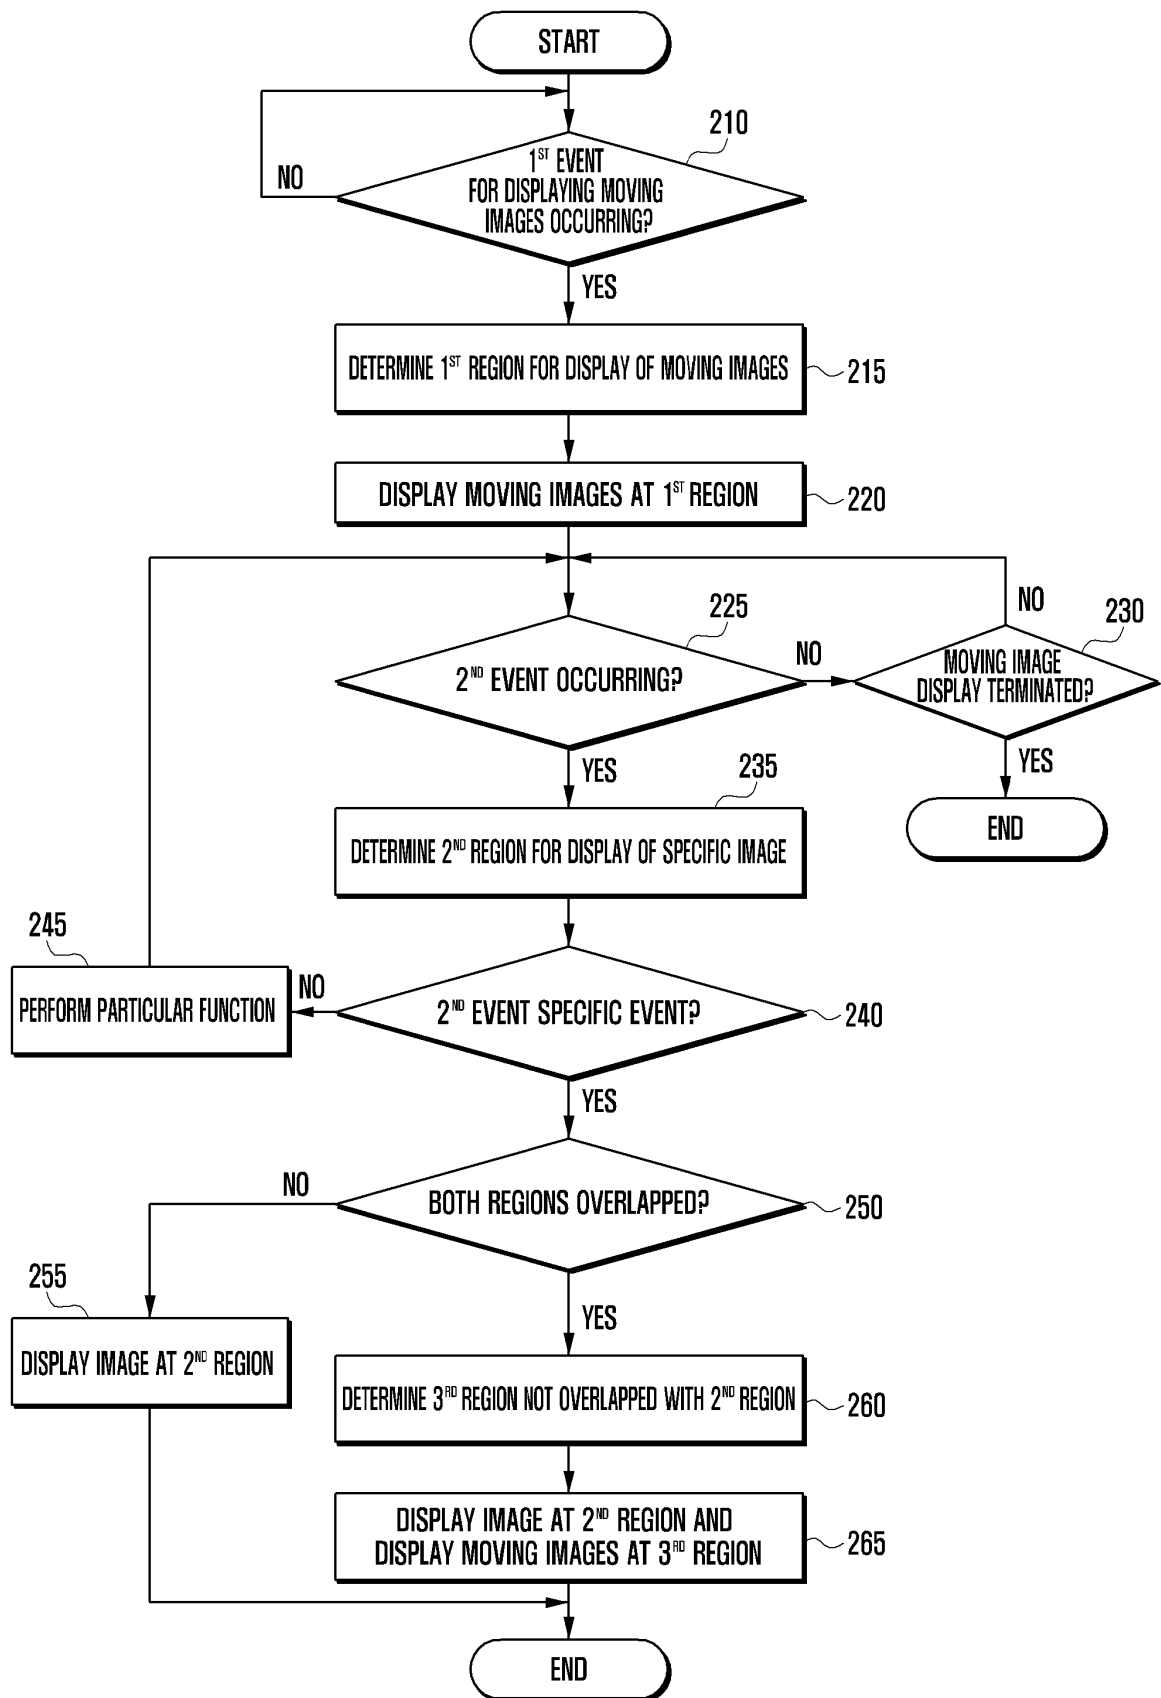 START
210
1ST EVENT
FOR DISPLAYING MOVING
IMAGES OCCURRING?
NO
YES
DETERMINE 1ST REGION FOR DISPLAY OF MOVING IMAGES
215
DISPLAY MOVING IMAGES AT 1ST REGION
220
225
2ND EVENT OCCURRING?
NO
NO
230
MOVING IMAGE
DISPLAY TERMINATED?
YES
END
YES
235
DETERMINE 2ND REGION FOR DISPLAY OF SPECIFIC IMAGE
245
PERFORM PARTICULAR FUNCTION
NO
2ND EVENT SPECIFIC EVENT?
240
YES
NO
BOTH REGIONS OVERLAPPED?
250
255
DISPLAY IMAGE AT 2ND REGION
YES
DETERMINE 3RD REGION NOT OVERLAPPED WITH 2ND REGION
260
DISPLAY IMAGE AT 2ND REGION AND
DISPLAY MOVING IMAGES AT 3RD REGION
265
END